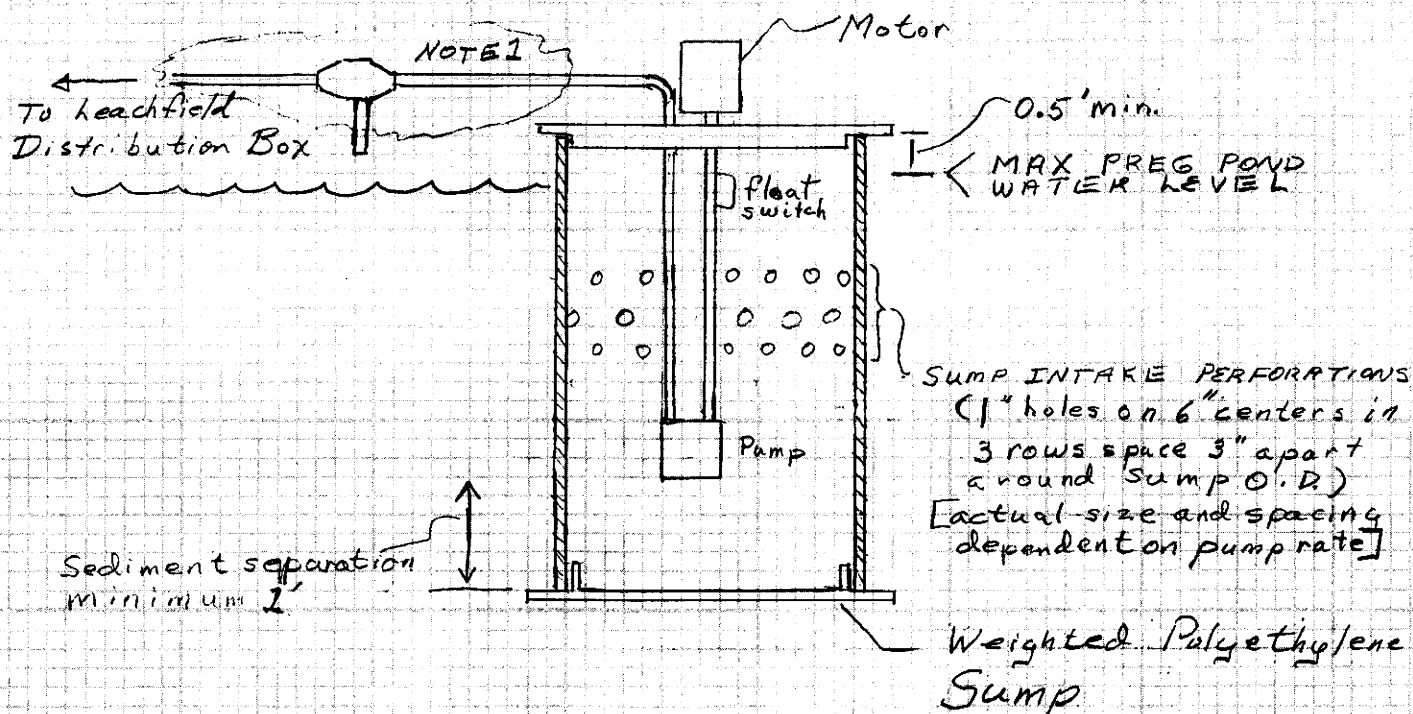 NOTE 1
Motor
To Leachfield
Distribution Box
0.5' min.
MAX PREG POND
WATER LEVEL
float
switch
SUMP INTAKE PERFORATIONS
(1" holes on 6" centers in
3 rows space 3" apart
around Sump O.D.)
[actual size and spacing
dependent on pump rate]
Pump
Sediment separation
minimum 1'
Weighted Polyethylene
Sump